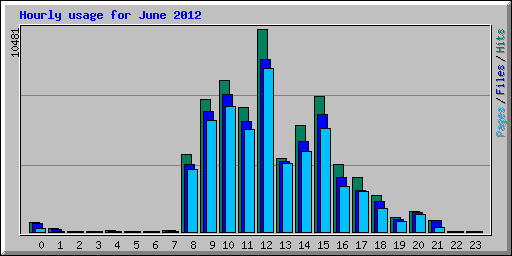 Hourly usage for June 2012
10481
Pages/Files/Hits
0 1 2 3 4 5 6 7 8 9 10 11 12 13 14 15 16 17 18 19 20 21 22 23